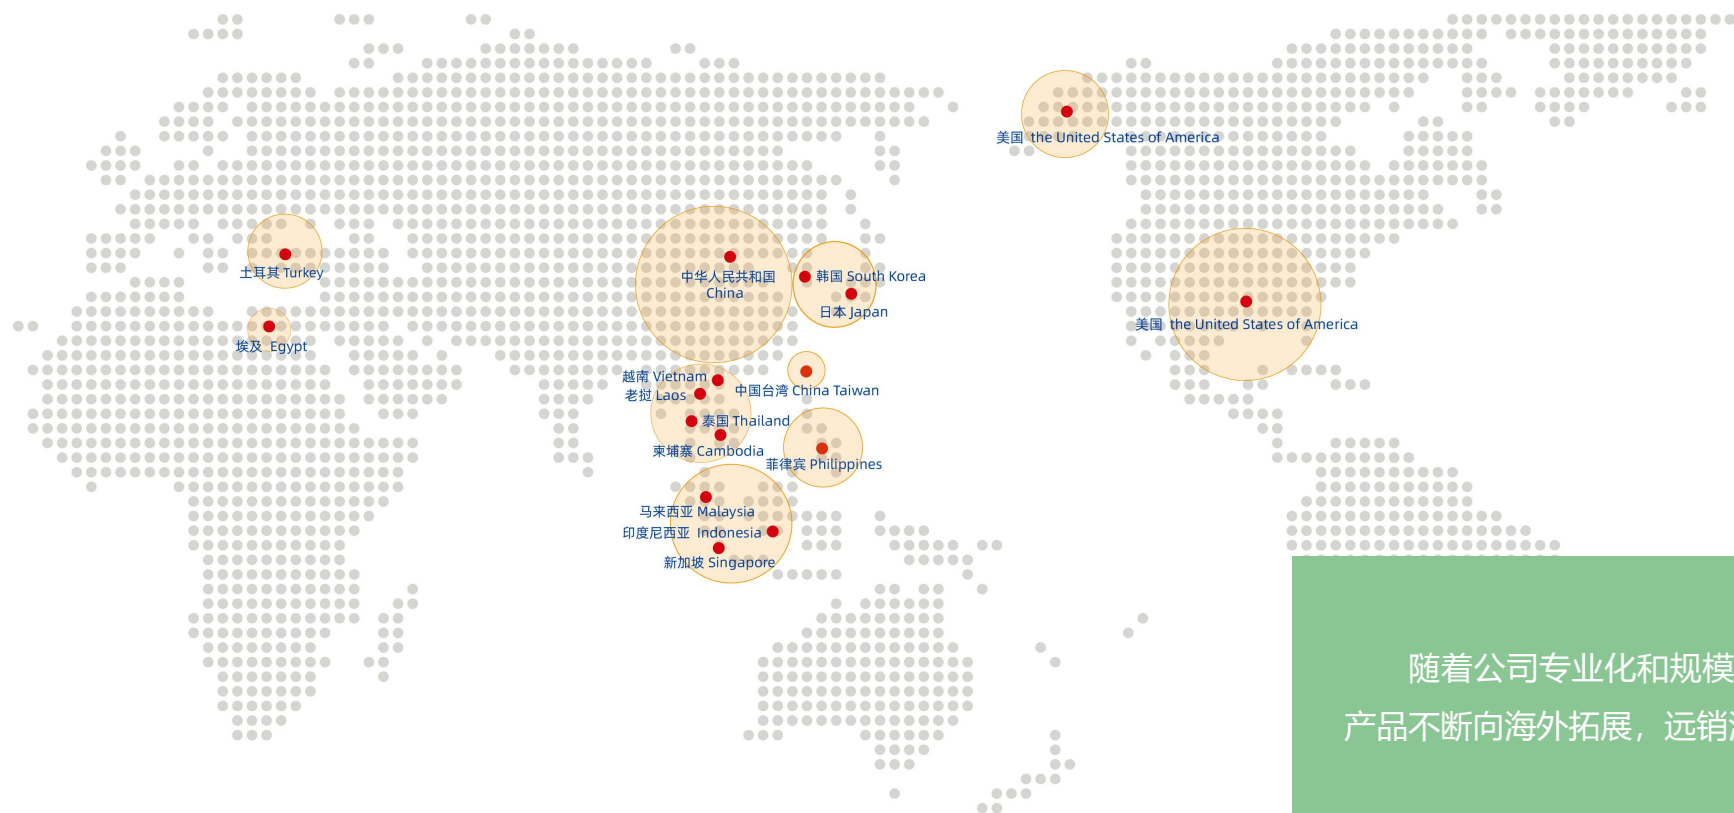 美国 the United States of America
土耳其 Turkey
中华人民共和国
China
韩国 South Korea
日本 Japan
美国 the United States of America
埃及 Egypt
越南 Vietnam
老挝 Laos
中国台湾 China Taiwan
泰国 Thailand
柬埔寨 Cambodia
菲律宾 Philippines
马来西亚 Malaysia
印度尼西亚 Indonesia
新加坡 Singapore
随着公司专业化和规模
产品不断向海外拓展，远销